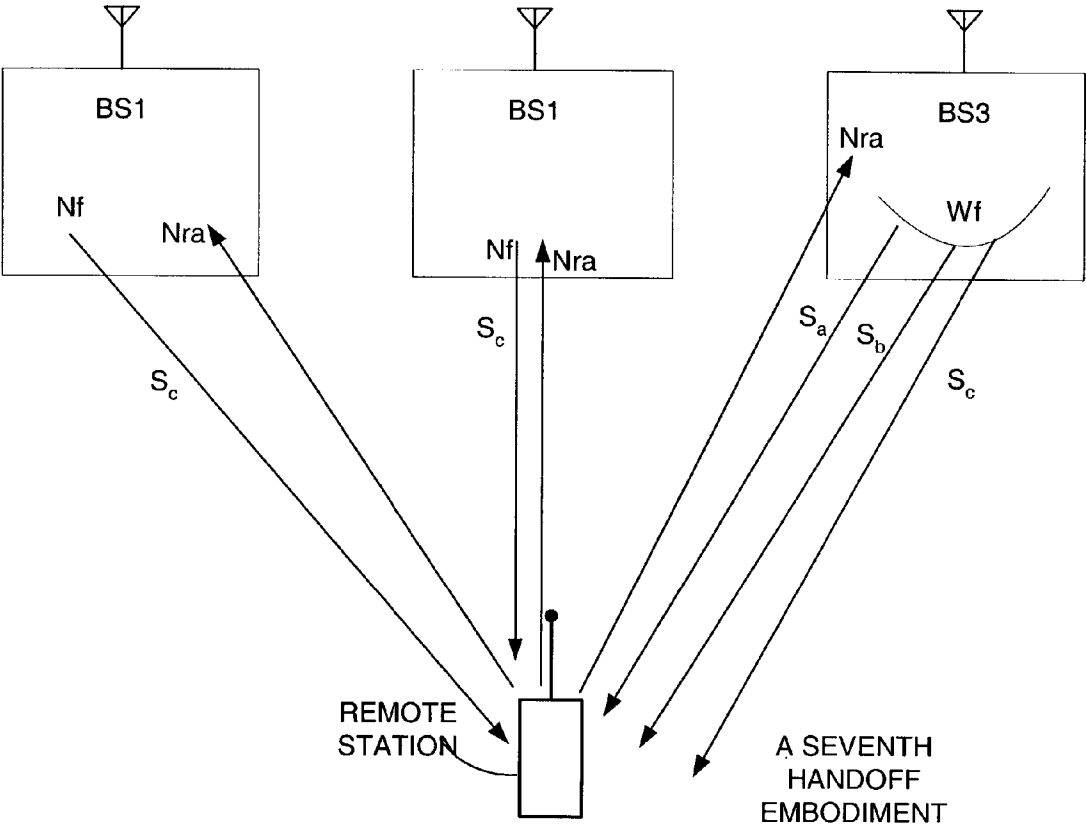 BS1
BS1
BS3
Nf
Nra
Nf
Nra
Nra
Wf
Sc
Sc
Sa
Sb
Sc
REMOTE
STATION
A SEVENTH
HANDOFF
EMBODIMENT